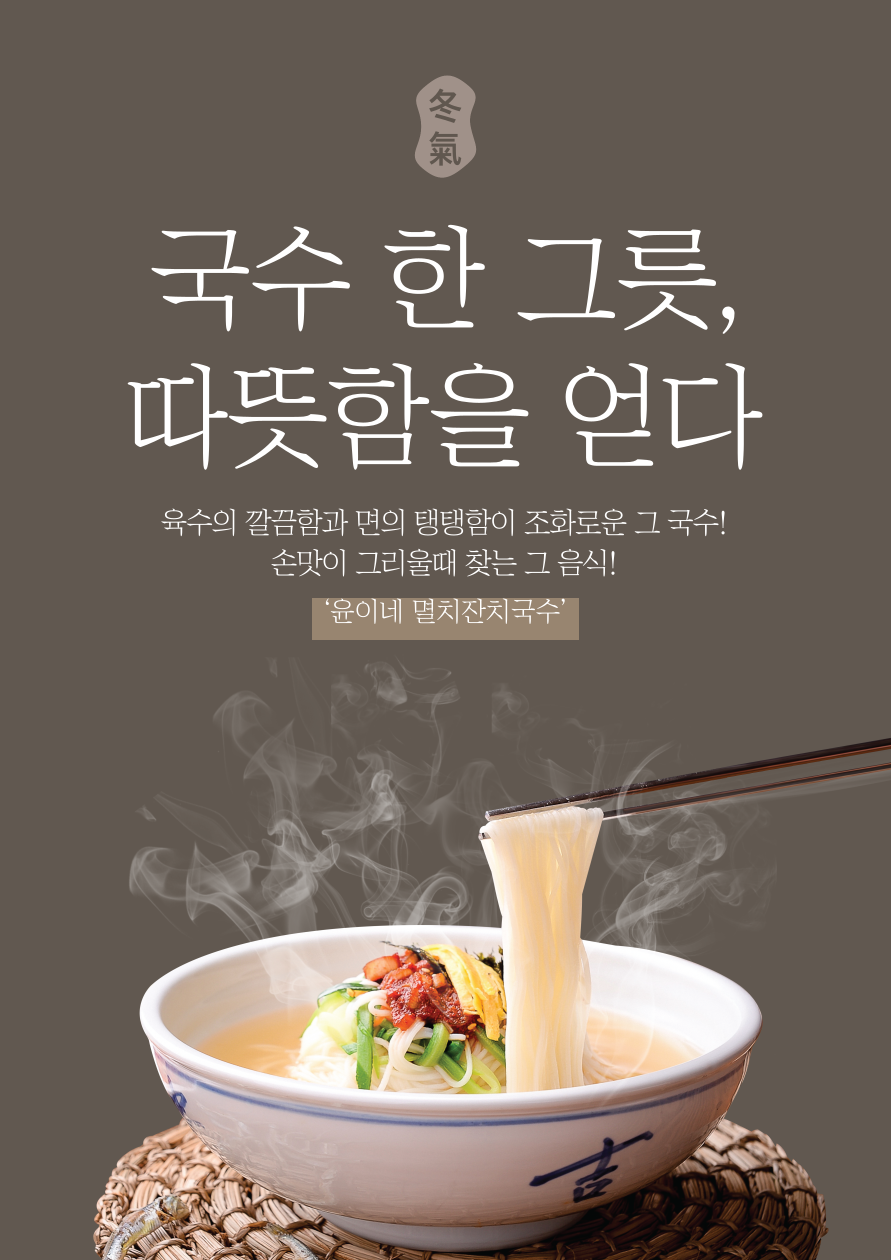 冬
氣
국수 한 그릇,
따뜻함을 얻다
육수의 깔끔함과 면의 탱탱함이 조화로운 그 국수!
손맛이 그리울때 찾는 그 음식!
‘윤이네 멸치잔치국수’
吉